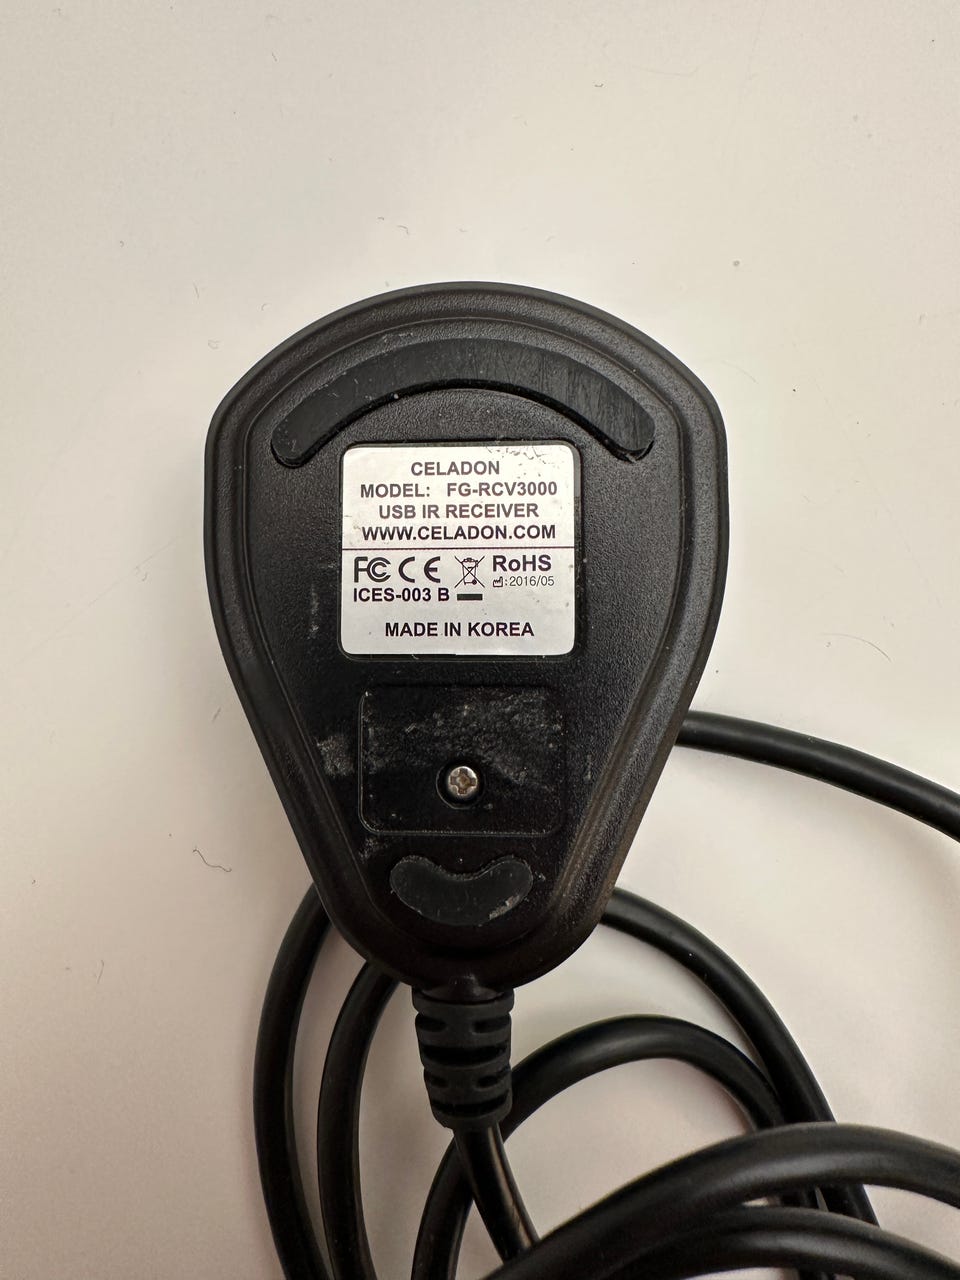 CELADON
MODEL: FG-RCV3000
USB IR RECEIVER
WWW.CELADON.COM
FC CE RoHS
:2016/05
ICES-003 B
MADE IN KOREA